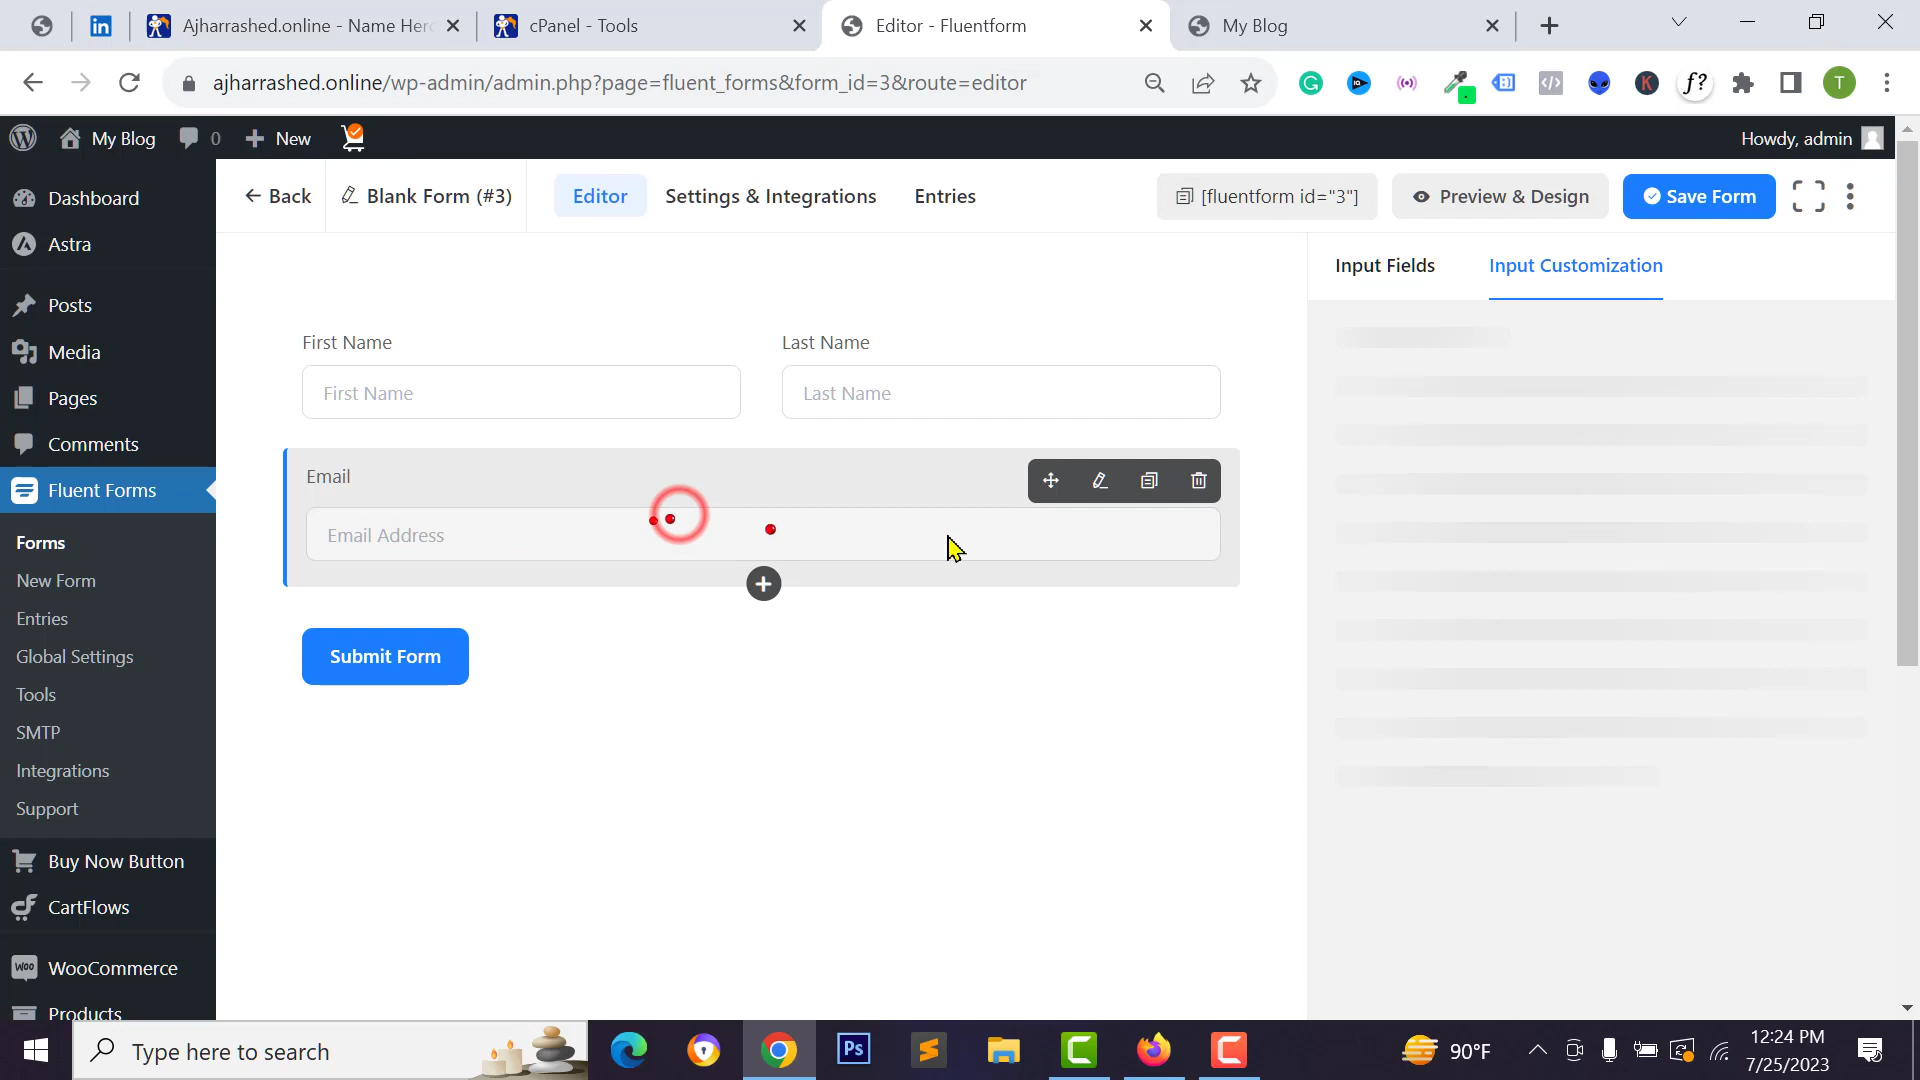 Ajharrashed.online - Name Herc
cPanel - Tools
Editor - Fluentform
My Blog
ajharrashed.online/wp-admin/admin.php?page=fluent_forms&form_id=3&route=editor
T
My Blog
0
New
Howdy, admin
Dashboard
Astra
Posts
Media
Pages
Comments
Fluent Forms
Forms
New Form
Entries
Global Settings
Tools
SMTP
Integrations
Support
Buy Now Button
CartFlows
WooCommerce
Products
Back
Blank Form (#3)
Editor
Settings & Integrations
Entries
[fluentform id="3"]
Preview & Design
Save Form
Input Fields
Input Customization
First Name
Last Name
First Name
Last Name
Email
Email Address
Submit Form
Type here to search
Ps
90°F
12:24 PM
7/25/2023